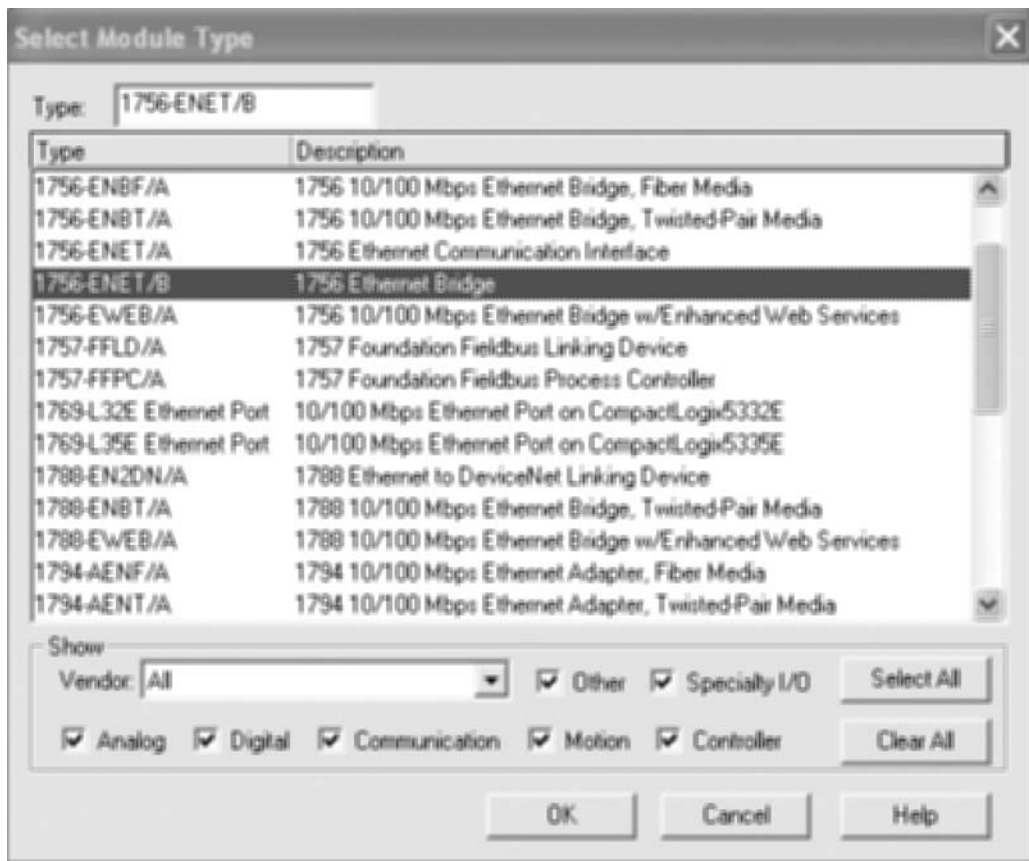 Select Module Type
Type: 1756-ENET/B
Type Description
1756-ENBF/A 1756 10/100 Mbps Ethernet Bridge, Fiber Media
1756-ENBT/A 1756 10/100 Mbps Ethernet Bridge, Twisted-Pair Media
1756-ENET/A 1756 Ethernet Communication Interface
1756-ENET/B 1756 Ethernet Bridge
1756-EWEB/A 1756 10/100 Mbps Ethernet Bridge w/Enhanced Web Services
1757-FFLD/A 1757 Foundation Fieldbus Linking Device
1757-FFPC/A 1757 Foundation Fieldbus Process Controller
1769-L32E Ethernet Port 10/100 Mbps Ethernet Port on CompactLogix5332E
1769-L35E Ethernet Port 10/100 Mbps Ethernet Port on CompactLogix5335E
1788-EN2DN/A 1788 Ethernet to DeviceNet Linking Device
1788-ENBT/A 1788 10/100 Mbps Ethernet Bridge, Twisted-Pair Media
1788-EWEB/A 1788 10/100 Mbps Ethernet Bridge w/Enhanced Web Services
1794-AENF/A 1794 10/100 Mbps Ethernet Adapter, Fiber Media
1794-AENT/A 1794 10/100 Mbps Ethernet Adapter, Twisted-Pair Media
Show
Vendor: All Other Specialty I/O Select All
Analog Digital Communication Motion Controller Clear All
OK Cancel Help